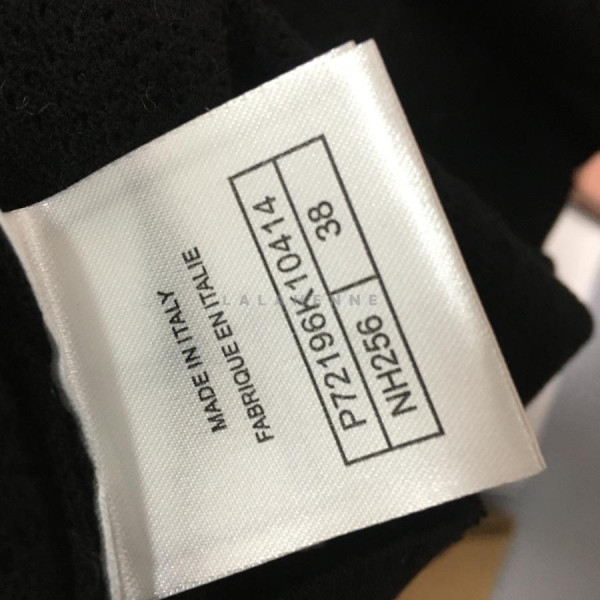 MADE IN ITALY
FABRIQUE EN ITALIE
P72196K10414
NH256 38